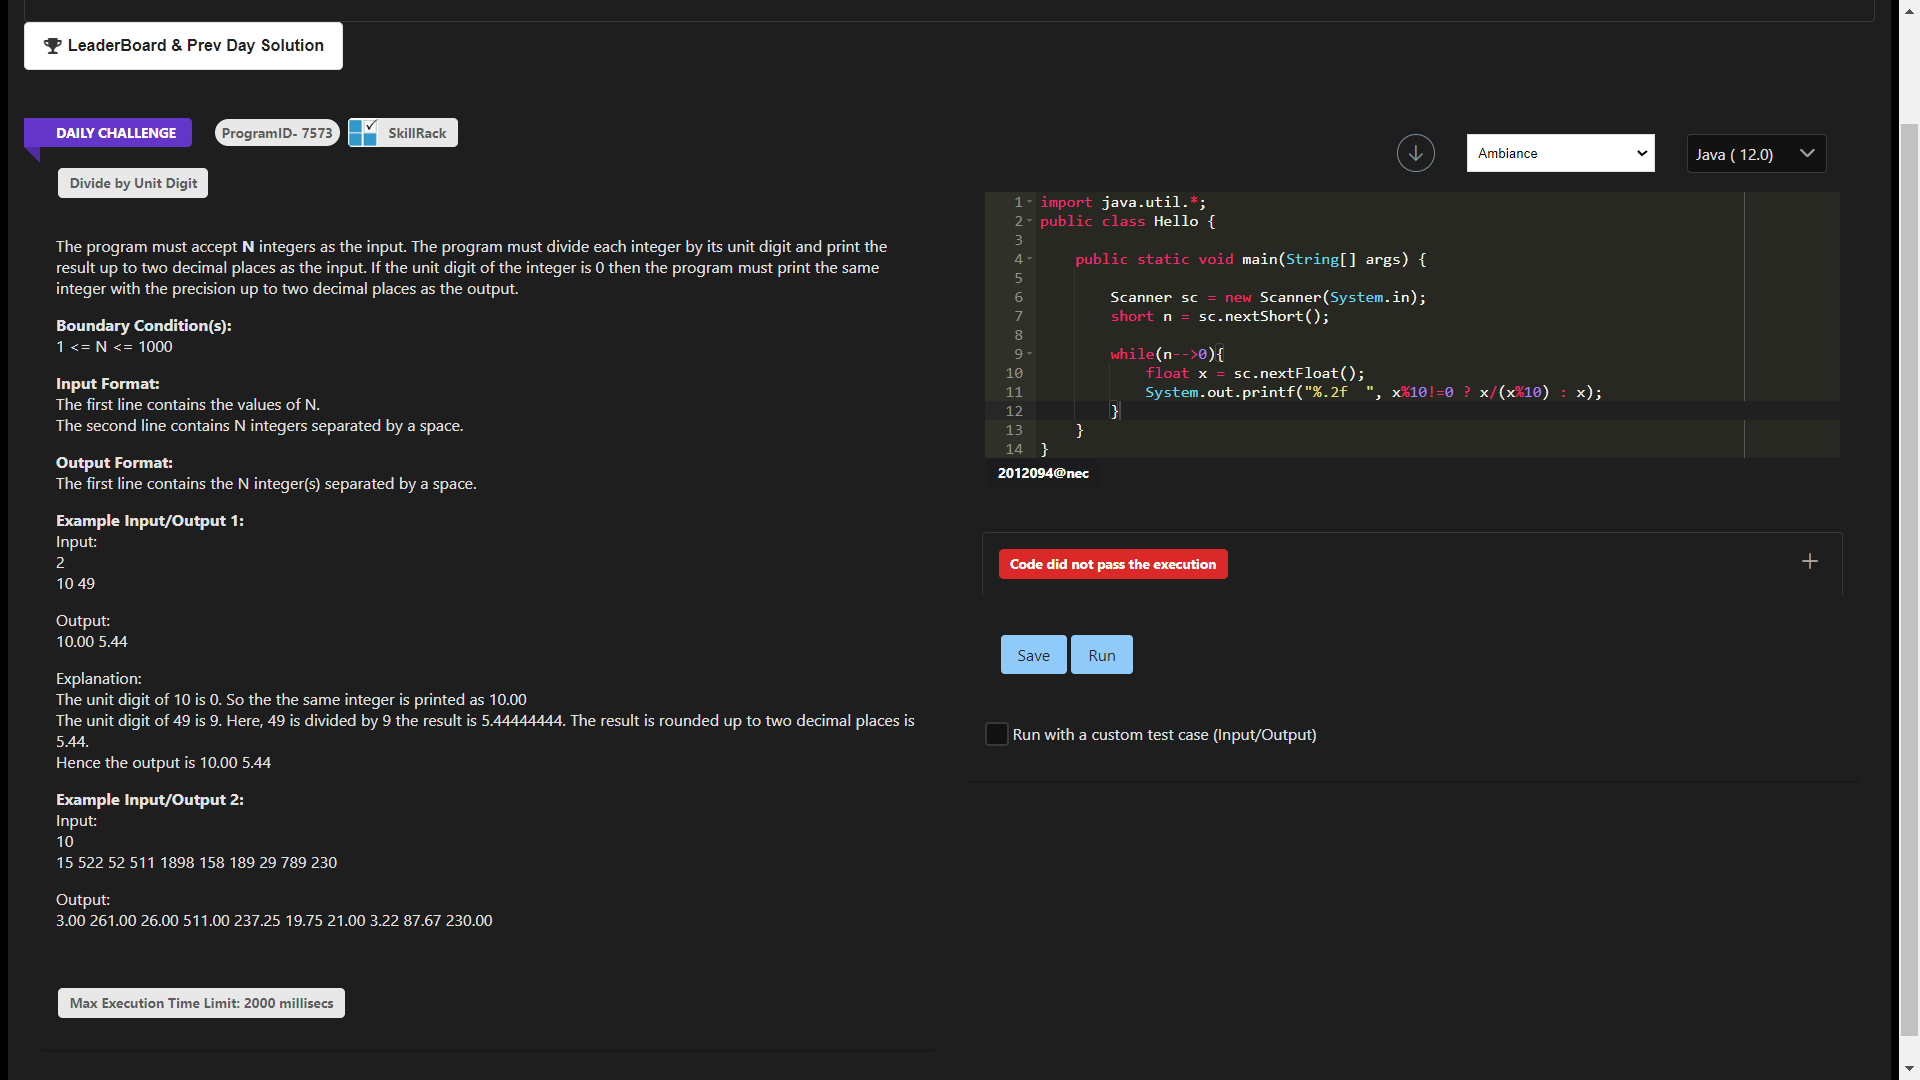 LeaderBoard & Prev Day Solution
DAILY CHALLENGE
ProgramID- 7573
SkillRack
Divide by Unit Digit
The program must accept N integers as the input. The program must divide each integer by its unit digit and print the
result up to two decimal places as the input. If the unit digit of the integer is 0 then the program must print the same
integer with the precision up to two decimal places as the output.
Boundary Condition(s):
1 <= N <= 1000
Input Format:
The first line contains the values of N.
The second line contains N integers separated by a space.
Output Format:
The first line contains the N integer(s) separated by a space.
Example Input/Output 1:
Input:
2
10 49
Output:
10.00 5.44
Explanation:
The unit digit of 10 is 0. So the the same integer is printed as 10.00
The unit digit of 49 is 9. Here, 49 is divided by 9 the result is 5.44444444. The result is rounded up to two decimal places is
5.44.
Hence the output is 10.00 5.44
Example Input/Output 2:
Input:
10
15 522 52 511 1898 158 189 29 789 230
Output:
3.00 261.00 26.00 511.00 237.25 19.75 21.00 3.22 87.67 230.00
Max Execution Time Limit: 2000 millisecs
Ambiance
Java ( 12.0)
1 import java.util.*;
2 public class Hello {
3
4 public static void main(String[] args) {
5
6 Scanner sc = new Scanner(System.in);
7 short n = sc.nextShort();
8
9 while(n-->0){
10 float x = sc.nextFloat();
11 System.out.printf("%.2f  ", x%10!=0 ? x/(x%10) : x);
12 }
13 }
14 }
2012094@nec
Code did not pass the execution
+
Save
Run
Run with a custom test case (Input/Output)